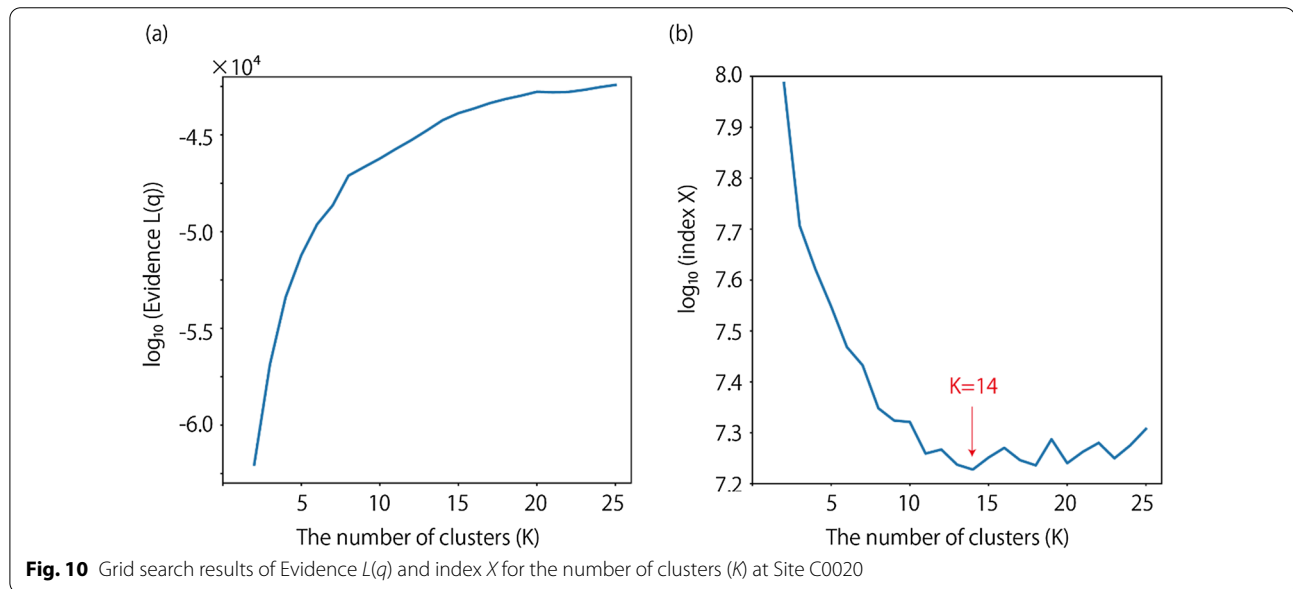 (a)
×10⁴
-4.5
-5.0
-5.5
-6.0
log₁₀ (Evidence L(q))
5 10 15 20 25
The number of clusters (K)
(b)
8.0
7.9
7.8
7.7
7.6
7.5
7.4
7.3
7.2
log₁₀ (index X)
K=14
5 10 15 20 25
The number of clusters (K)
Fig. 10 Grid search results of Evidence L(q) and index X for the number of clusters (K) at Site C0020